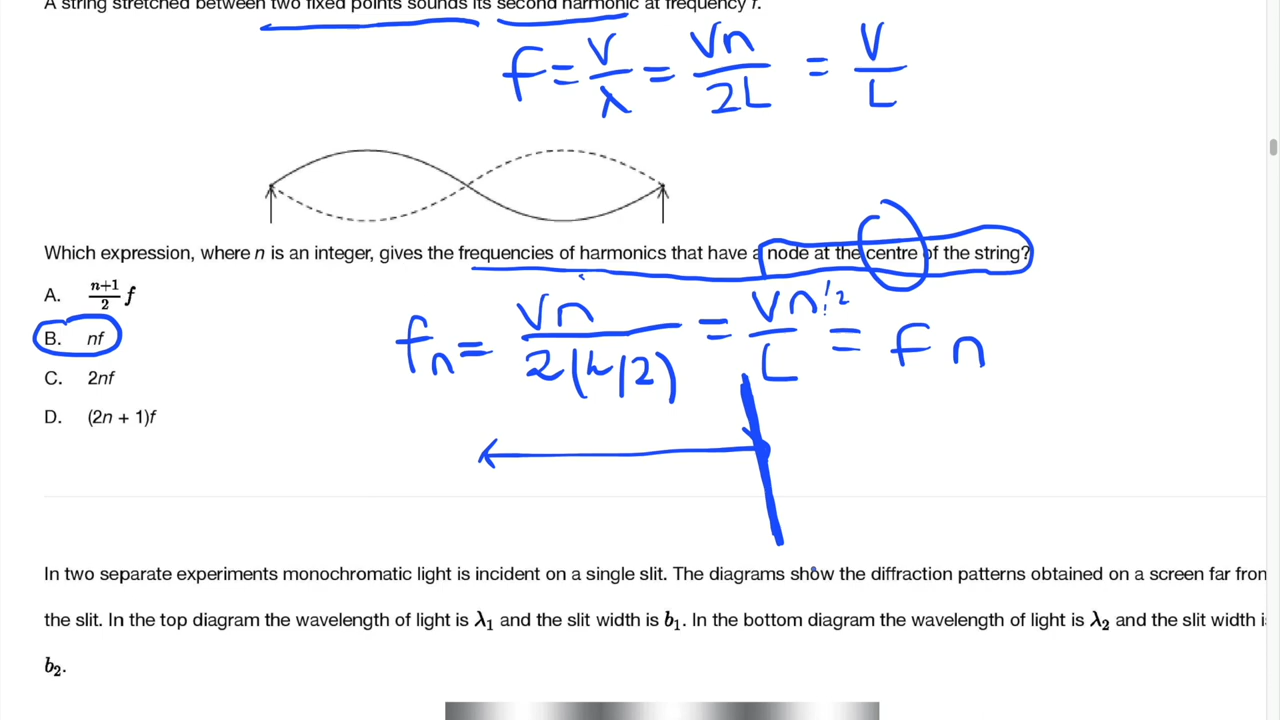 A string stretched between two fixed points sounds its second harmonic at frequency f.
f = V/λ = Vn/2L = V/L
Which expression, where n is an integer, gives the frequencies of harmonics that have a node at the centre of the string?
A. n+1/2 f
B. nf
C. 2nf
D. (2n + 1)f
fn = Vn/2(L/2) = Vn/L = f n
In two separate experiments monochromatic light is incident on a single slit. The diagrams show the diffraction patterns obtained on a screen far from
the slit. In the top diagram the wavelength of light is λ1 and the slit width is b1. In the bottom diagram the wavelength of light is λ2 and the slit width i
b2.